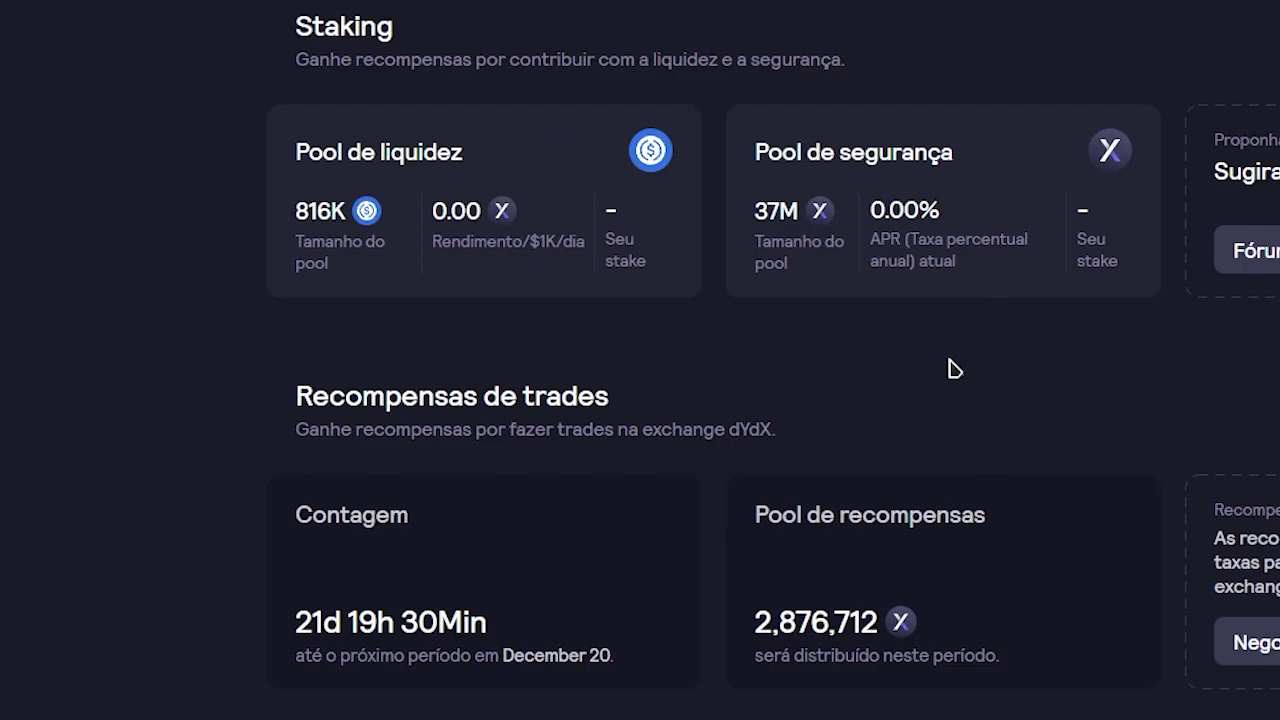 Staking
Ganhe recompensas por contribuir com a liquidez e a segurança.
Pool de liquidez
816K
Tamanho do
pool
0.00
Rendimento/$1K/dia
–
Seu
stake
Pool de segurança
37M
Tamanho do
pool
0.00%
APR (Taxa percentual
anual) atual
–
Seu
stake
Proponha
Sugira
Fóru
Recompensas de trades
Ganhe recompensas por fazer trades na exchange dYdX.
Contagem
21d 19h 30Min
até o próximo período em December 20.
Pool de recompensas
2,876,712
será distribuído neste período.
Recompe
As reco
taxas pa
exchang
Nego